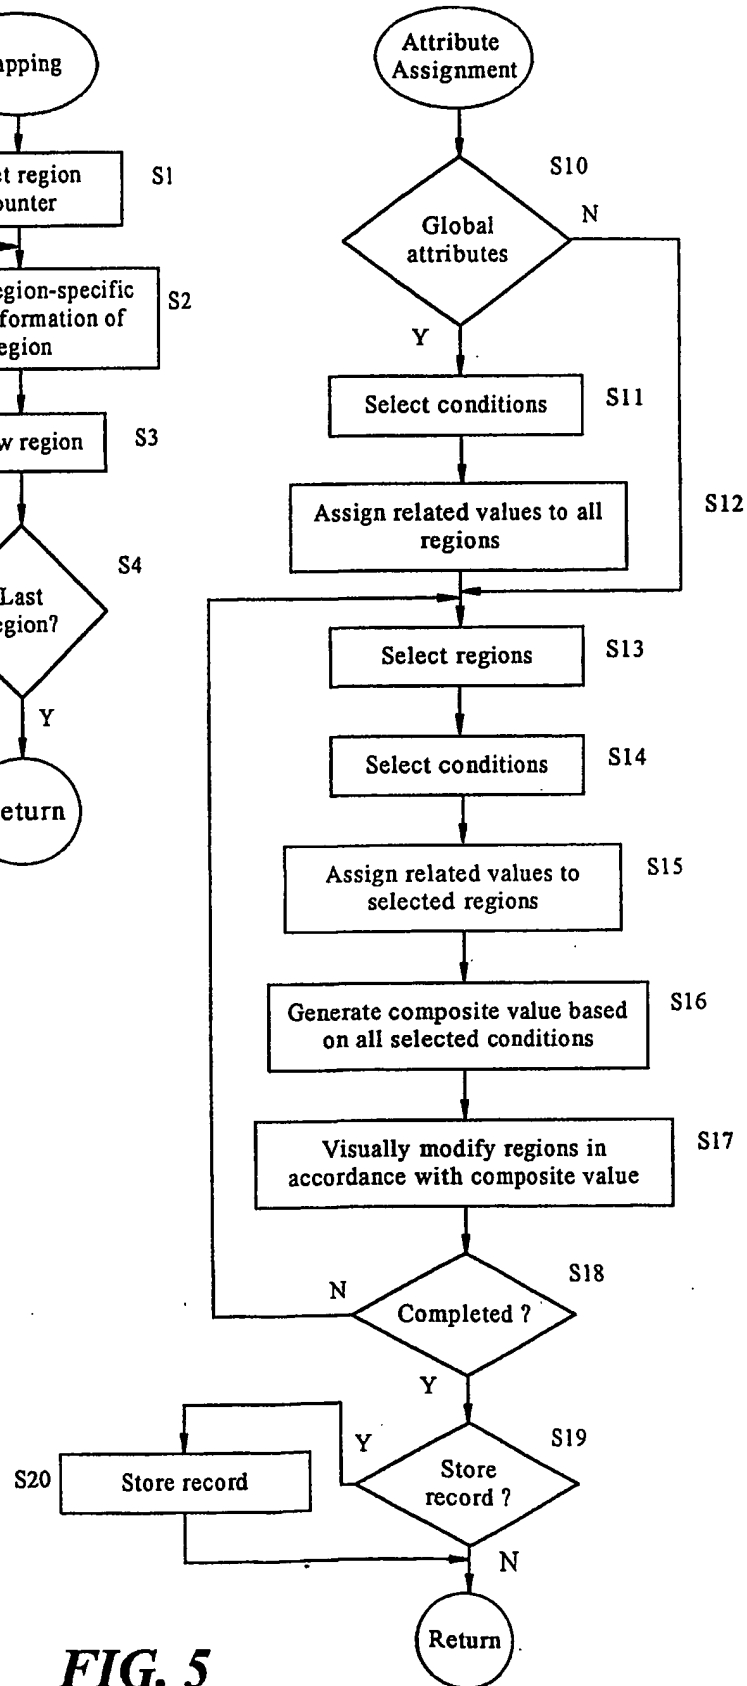 apping
et region
ounter
S1
egion-specific
formation of
egion
S2
w region
S3
Last
egion?
S4
Y
eturn
Attribute
Assignment
S10
Global
attributes
N
Y
Select conditions
S11
Assign related values to all
regions
S12
Select regions
S13
Select conditions
S14
Assign related values to
selected regions
S15
Generate composite value based
on all selected conditions
S16
Visually modify regions in
accordance with composite value
S17
Completed ?
S18
N
Y
Store
record ?
S19
Y
S20
Store record
N
Return
FIG. 5